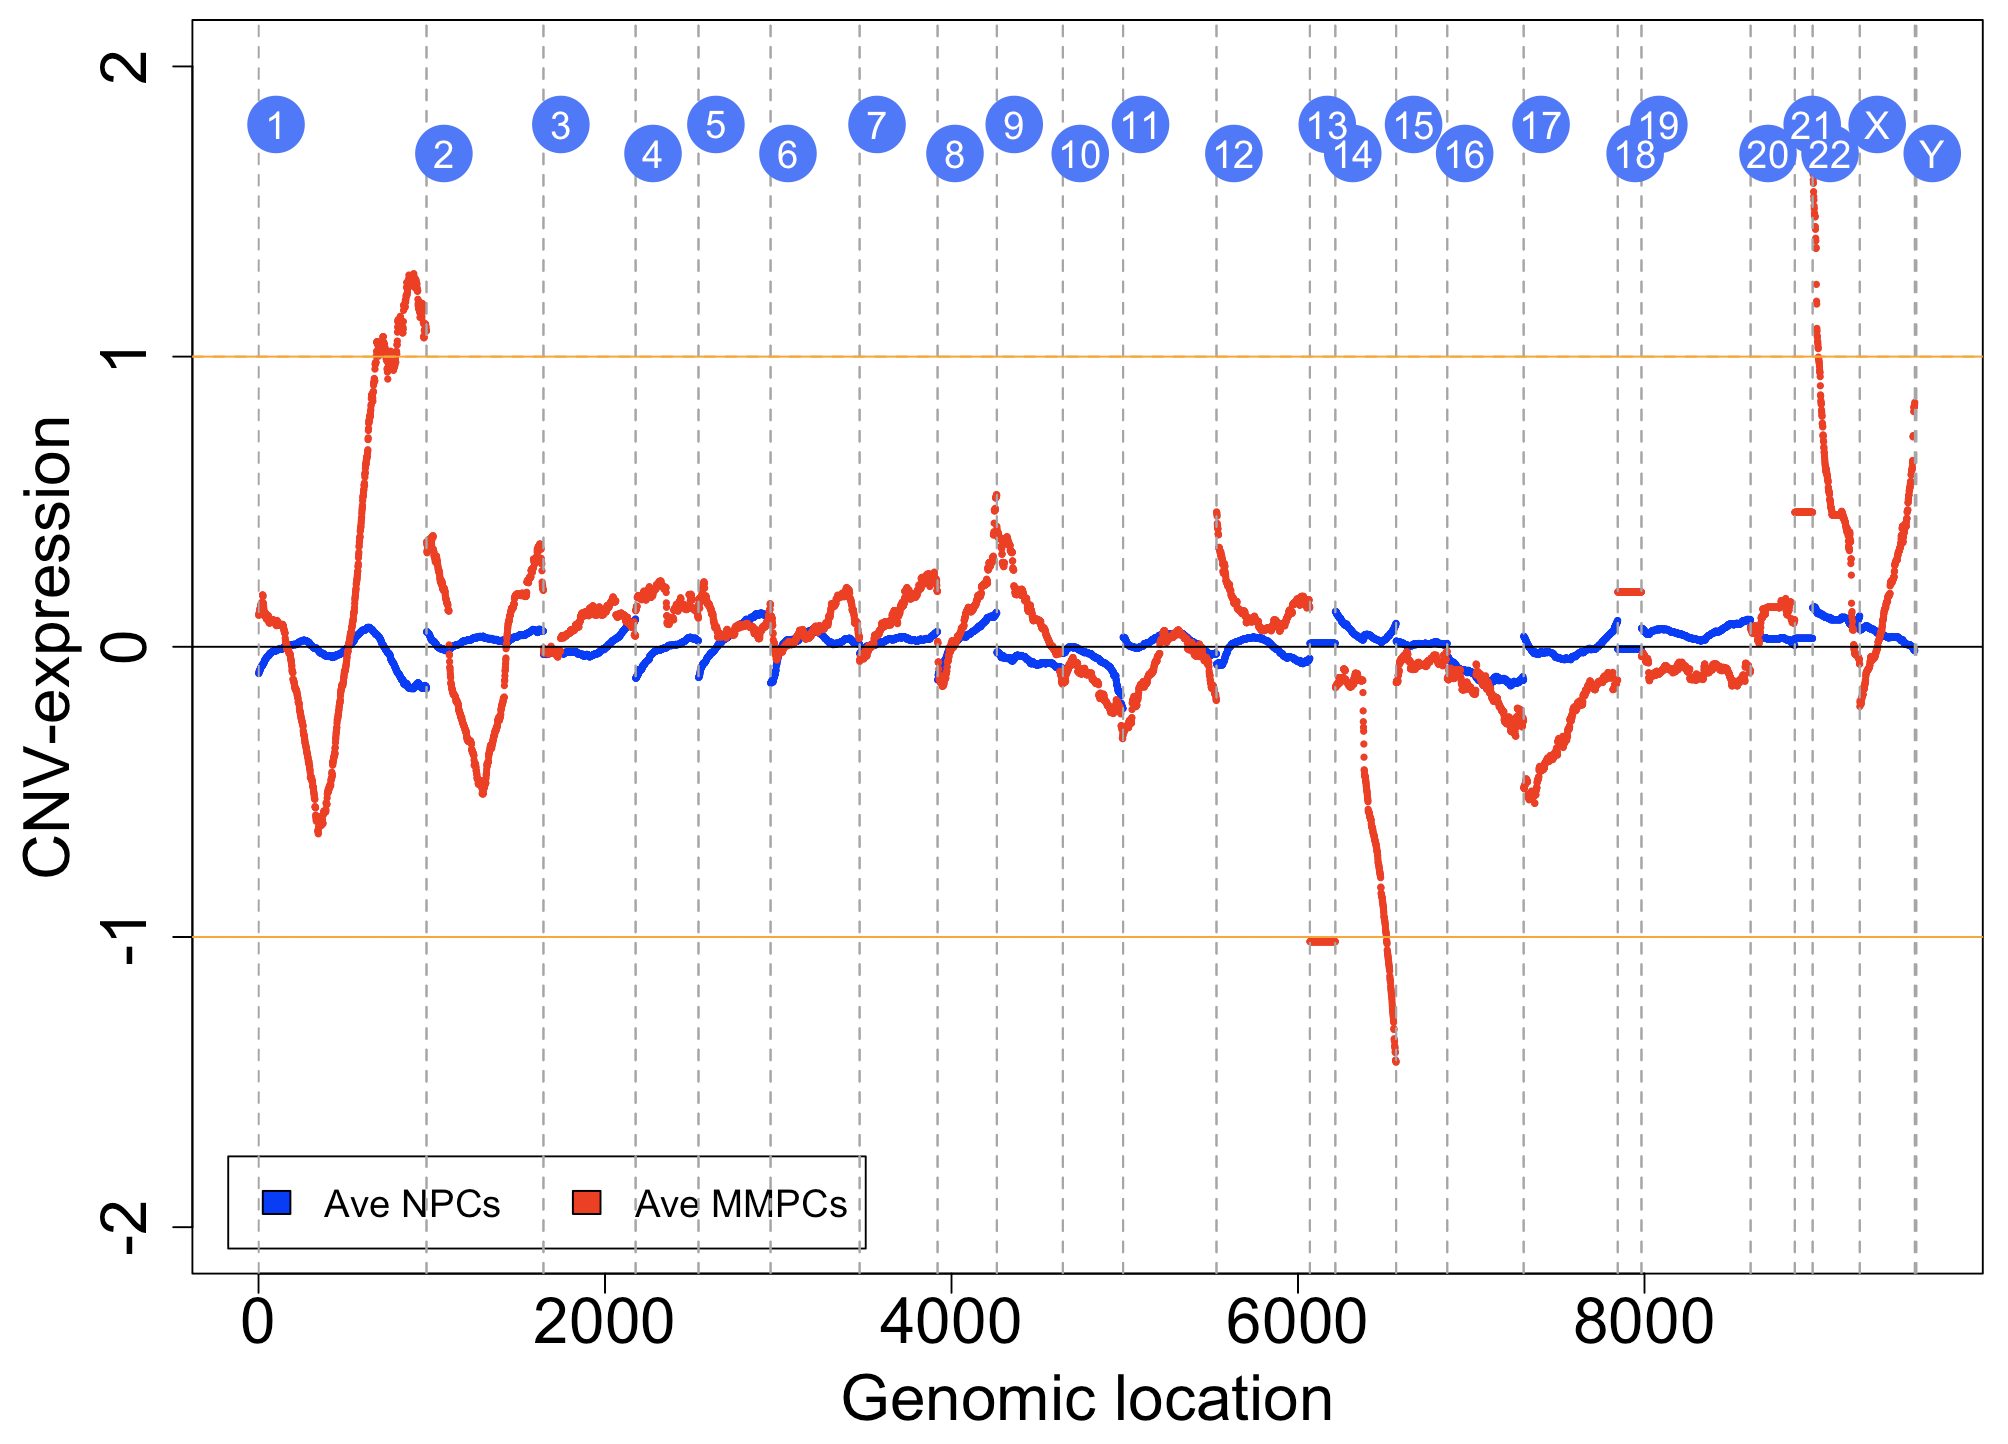 2
1
0
-1
-2
CNV-expression
1 3 5 7 9 11 13 15 17 19 21 X
2 4 6 8 10 12 14 16 18 20 22 Y
Ave NPCs Ave MMPCs
0 2000 4000 6000 8000
Genomic location